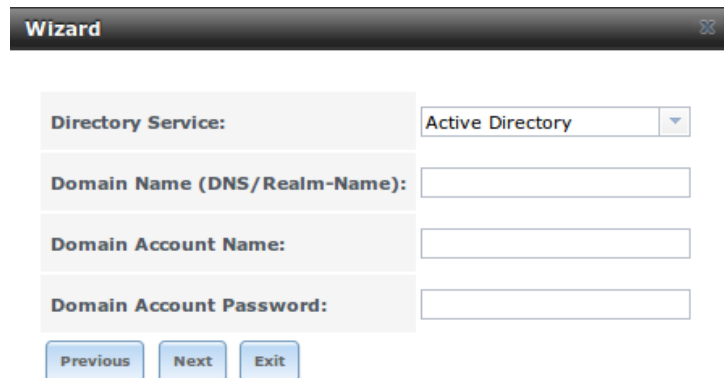 Wizard
Directory Service: Active Directory
Domain Name (DNS/Realm-Name):
Domain Account Name:
Domain Account Password:
Previous Next Exit